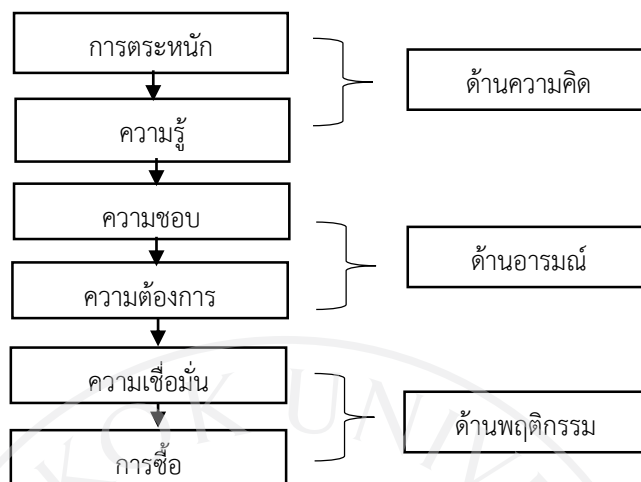 การตระหนัก
ด้านความคิด
ความรู้
ความชอบ
ด้านอารมณ์
ความต้องการ
ความเชื่อมั่น
ด้านพฤติกรรม
การซื้อ
KOK UNIV